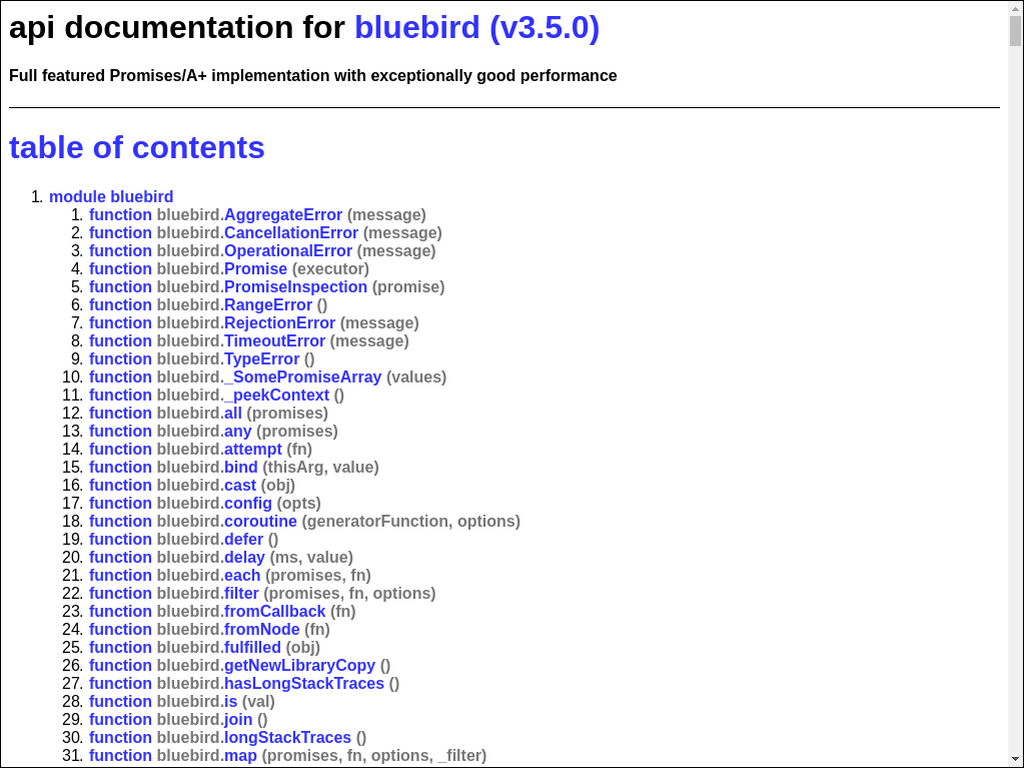 api documentation for bluebird (v3.5.0)
Full featured Promises/A+ implementation with exceptionally good performance
table of contents
1. module bluebird
1. function bluebird.AggregateError (message)
2. function bluebird.CancellationError (message)
3. function bluebird.OperationalError (message)
4. function bluebird.Promise (executor)
5. function bluebird.PromiseInspection (promise)
6. function bluebird.RangeError ()
7. function bluebird.RejectionError (message)
8. function bluebird.TimeoutError (message)
9. function bluebird.TypeError ()
10. function bluebird._SomePromiseArray (values)
11. function bluebird._peekContext ()
12. function bluebird.all (promises)
13. function bluebird.any (promises)
14. function bluebird.attempt (fn)
15. function bluebird.bind (thisArg, value)
16. function bluebird.cast (obj)
17. function bluebird.config (opts)
18. function bluebird.coroutine (generatorFunction, options)
19. function bluebird.defer ()
20. function bluebird.delay (ms, value)
21. function bluebird.each (promises, fn)
22. function bluebird.filter (promises, fn, options)
23. function bluebird.fromCallback (fn)
24. function bluebird.fromNode (fn)
25. function bluebird.fulfilled (obj)
26. function bluebird.getNewLibraryCopy ()
27. function bluebird.hasLongStackTraces ()
28. function bluebird.is (val)
29. function bluebird.join ()
30. function bluebird.longStackTraces ()
31. function bluebird.map (promises, fn, options, _filter)